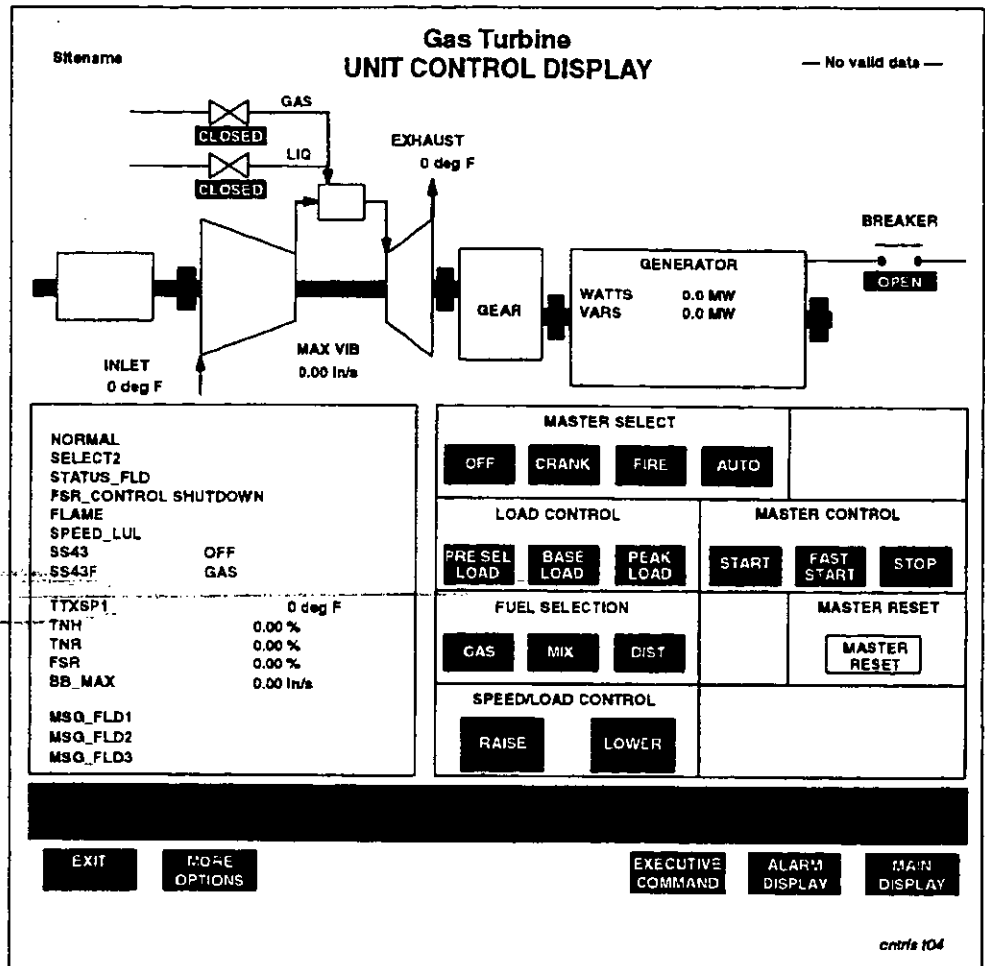 Gas Turbine
Sitename
UNIT CONTROL DISPLAY
— No valid data —
GAS
CLOSED
LIQ
CLOSED
EXHAUST
0 deg F
BREAKER
OPEN
GENERATOR
WATTS 0.0 MW
VARS 0.0 MW
GEAR
MAX VIB
0.00 in/s
INLET
0 deg F
NORMAL
SELECT2
STATUS_FLD
FSR_CONTROL SHUTDOWN
FLAME
SPEED_LUL
SS43 OFF
SS43F GAS
TTXSP1 0 deg F
TNH 0.00 %
TNR 0.00 %
FSR 0.00 %
BB_MAX 0.00 in/s
MSG_FLD1
MSG_FLD2
MSG_FLD3
MASTER SELECT
OFF CRANK FIRE AUTO
LOAD CONTROL
PRE SEL LOAD
BASE LOAD
PEAK LOAD
MASTER CONTROL
START
FAST START
STOP
FUEL SELECTION
GAS MIX DIST
MASTER RESET
MASTER
RESET
SPEED/LOAD CONTROL
RAISE LOWER
EXIT
MORE OPTIONS
EXECUTIVE COMMAND
ALARM DISPLAY
MAIN DISPLAY
cntrls t04